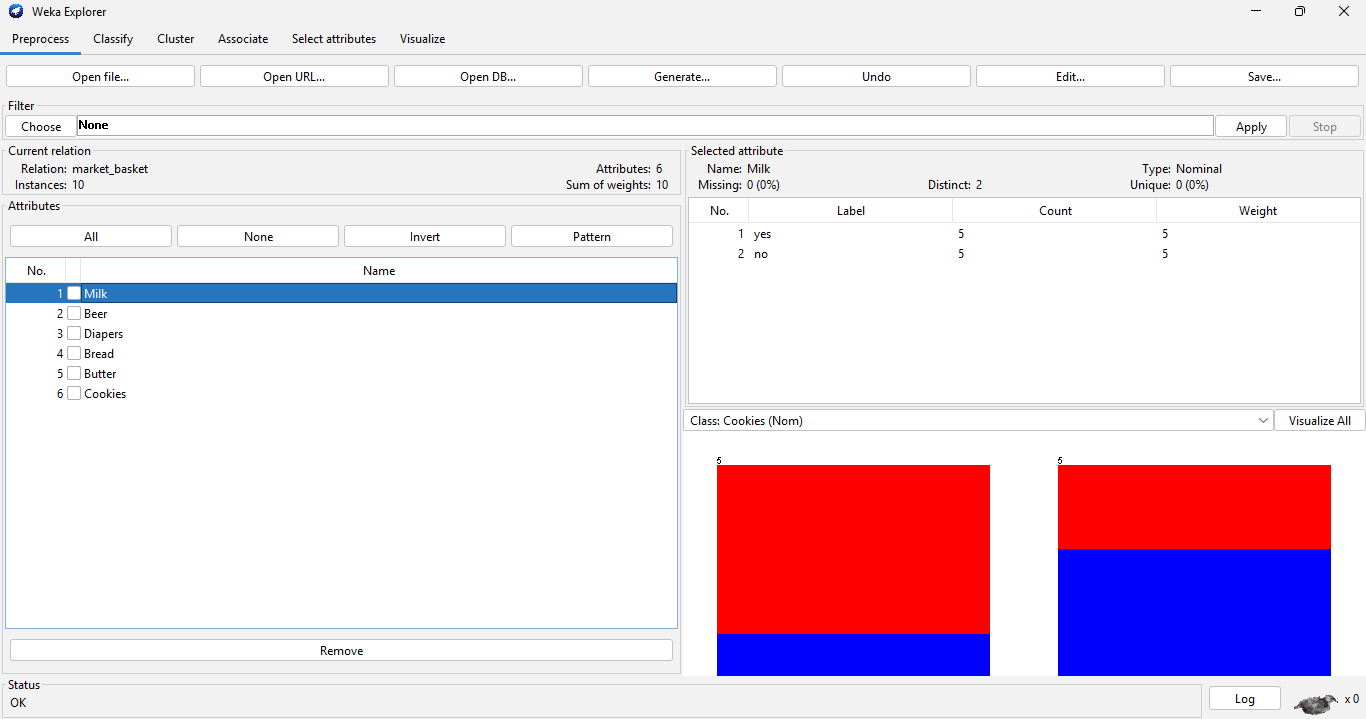 Weka Explorer
Preprocess Classify Cluster Associate Select attributes Visualize
Open file... Open URL... Open DB... Generate... Undo Edit... Save...
Filter
Choose None Apply Stop
Current relation
Relation: market_basket Attributes: 6
Instances: 10 Sum of weights: 10
Attributes
All None Invert Pattern
No. Name
1 Milk
2 Beer
3 Diapers
4 Bread
5 Butter
6 Cookies
Remove
Selected attribute
Name: Milk Type: Nominal
Missing: 0 (0%) Distinct: 2 Unique: 0 (0%)
No. Label Count Weight
1 yes 5 5
2 no 5 5
Class: Cookies (Nom) Visualize All
5 5
Status
OK Log x 0